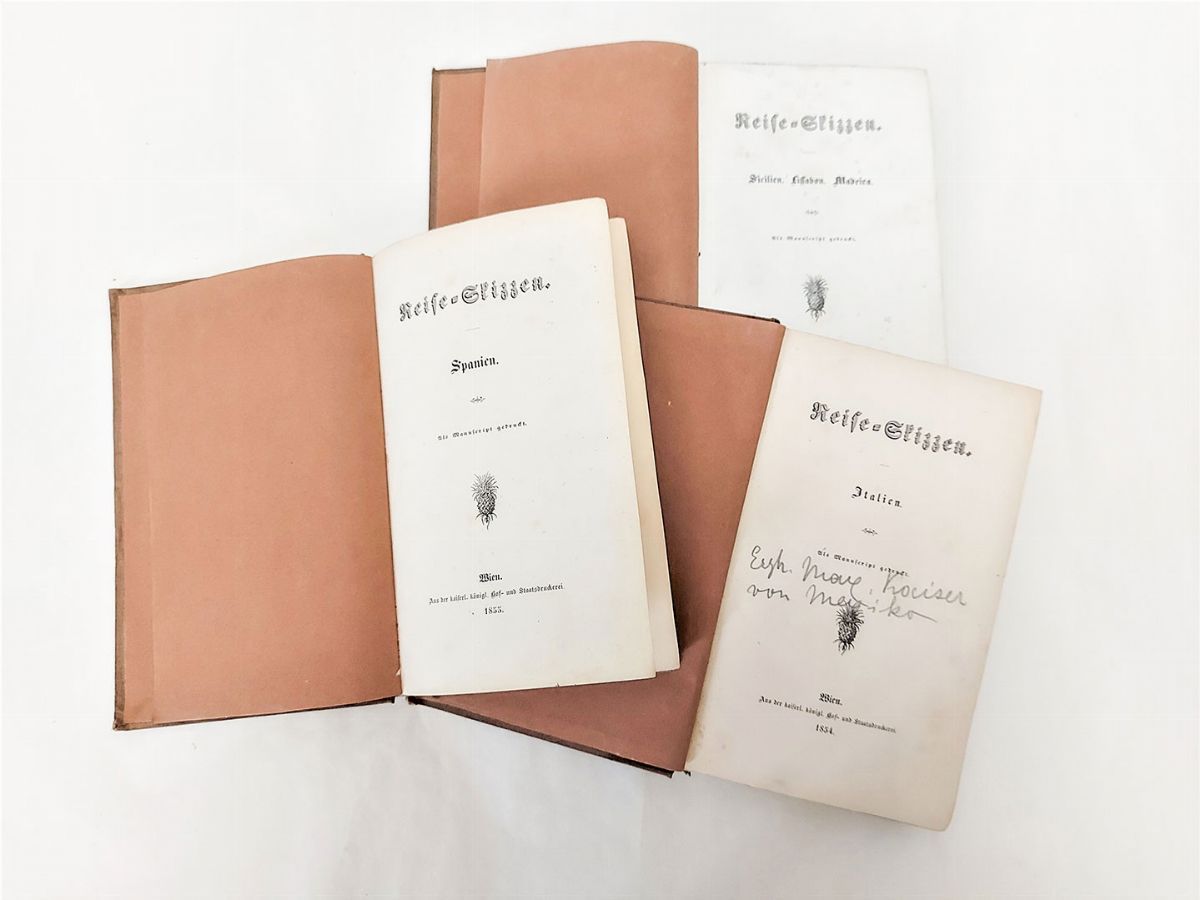 Reise-Skizzen.
Sicilien. Lissabon. Madeira.
Als Manuscript gedruckt.
Reise-Skizzen.
Spanien.
Als Manuscript gedruckt.
Wien.
Aus der kaiserl. königl. Hof- und Staatsdruckerei.
1855.
Reise-Skizzen.
Italien.
Als Manuscript gedruckt.
Erzh. Max, Kaiser
von Mexiko
Wien.
Aus der kaiserl. königl. Hof- und Staatsdruckerei.
1854.